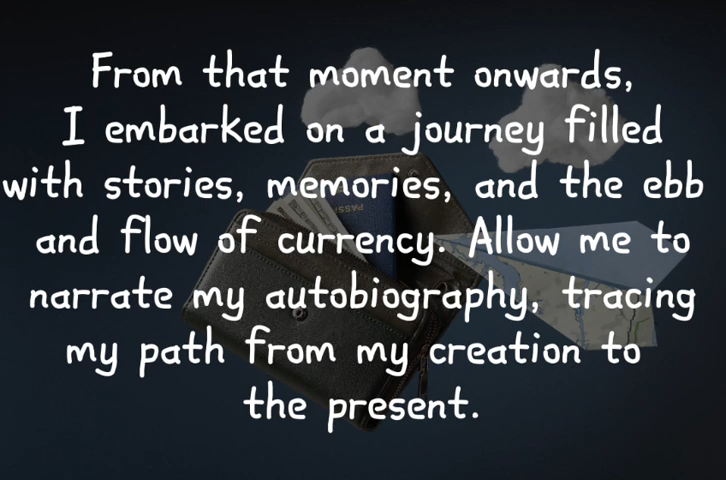 From that moment onwards,
I embarked on a journey filled
with stories, memories, and the ebb
and flow of currency. Allow me to
narrate my autobiography, tracing
my path from my creation to
the present.